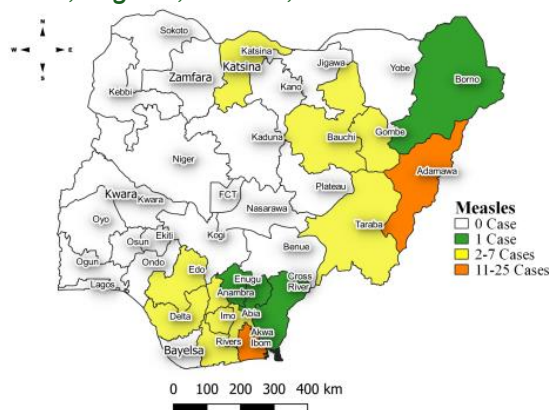 N
W E
S
Sokoto
Katsina
Katsina
Jigawa
Yobe
Borno
Zamfara
Kebbi
Kano
Kaduna
Bauchi
Gombe
Adamawa
Niger
Plateau
Kwara
Kwara
FCT
Nasarawa
Taraba
Oyo
Osun
Ekiti
Kogi
Benue
Ogun
Ondo
Lagos
Edo
Enugu
Anambra
Cross
River
Delta
Imo
Abia
Rivers
Akwa
Ibom
Bayelsa
Measles
0 Case
1 Case
2-7 Cases
11-25 Cases
0 100 200 300 400 km